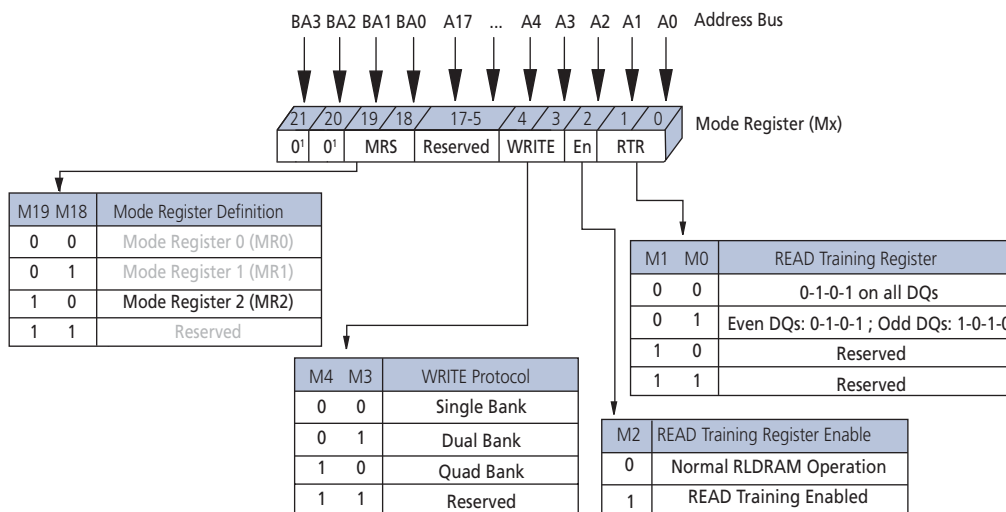 BA3 BA2 BA1 BA0 A17 ... A4 A3 A2 A1 A0 Address Bus
21 20 19 18 17-5 4 3 2 1 0 Mode Register (Mx)
0¹ 0¹ MRS Reserved WRITE En RTR
M19 M18 Mode Register Definition
0 0 Mode Register 0 (MR0)
0 1 Mode Register 1 (MR1)
1 0 Mode Register 2 (MR2)
1 1 Reserved
M1 M0 READ Training Register
0 0 0-1-0-1 on all DQs
0 1 Even DQs: 0-1-0-1 ; Odd DQs: 1-0-1-0
1 0 Reserved
1 1 Reserved
M4 M3 WRITE Protocol
0 0 Single Bank
0 1 Dual Bank
1 0 Quad Bank
1 1 Reserved
M2 READ Training Register Enable
0 Normal RLDRAM Operation
1 READ Training Enabled